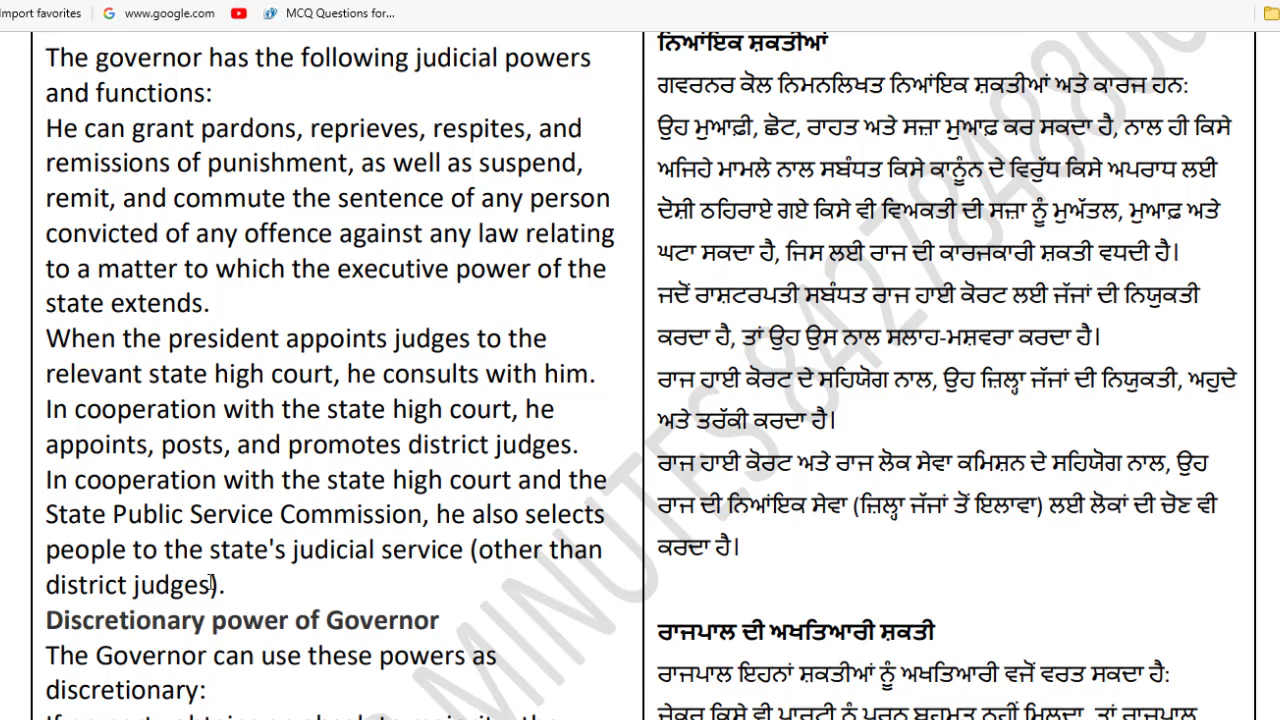 Import favorites
www.google.com
MCQ Questions for...
The governor has the following judicial powers
and functions:
He can grant pardons, reprieves, respites, and
remissions of punishment, as well as suspend,
remit, and commute the sentence of any person
convicted of any offence against any law relating
to a matter to which the executive power of the
state extends.
When the president appoints judges to the
relevant state high court, he consults with him.
In cooperation with the state high court, he
appoints, posts, and promotes district judges.
In cooperation with the state high court and the
State Public Service Commission, he also selects
people to the state's judicial service (other than
district judges).
Discretionary power of Governor
The Governor can use these powers as
discretionary:
ਨਿਆਂਇਕ ਸ਼ਕਤੀਆਂ
ਗਵਰਨਰ ਕੋਲ ਨਿਮਨਲਿਖਤ ਨਿਆਂਇਕ ਸ਼ਕਤੀਆਂ ਅਤੇ ਕਾਰਜ ਹਨ:
ਉਹ ਮੁਆਫ਼ੀ, ਛੋਟ, ਰਾਹਤ ਅਤੇ ਸਜ਼ਾ ਮੁਆਫ਼ ਕਰ ਸਕਦਾ ਹੈ, ਨਾਲ ਹੀ ਕਿਸੇ
ਅਜਿਹੇ ਮਾਮਲੇ ਨਾਲ ਸਬੰਧਤ ਕਿਸੇ ਕਾਨੂੰਨ ਦੇ ਵਿਰੁੱਧ ਕਿਸੇ ਅਪਰਾਧ ਲਈ
ਦੋਸ਼ੀ ਠਹਿਰਾਏ ਗਏ ਕਿਸੇ ਵੀ ਵਿਅਕਤੀ ਦੀ ਸਜ਼ਾ ਨੂੰ ਮੁਅੱਤਲ, ਮੁਆਫ਼ ਅਤੇ
ਘਟਾ ਸਕਦਾ ਹੈ, ਜਿਸ ਲਈ ਰਾਜ ਦੀ ਕਾਰਜਕਾਰੀ ਸ਼ਕਤੀ ਵਧਦੀ ਹੈ।
ਜਦੋਂ ਰਾਸ਼ਟਰਪਤੀ ਸਬੰਧਤ ਰਾਜ ਹਾਈ ਕੋਰਟ ਲਈ ਜੱਜਾਂ ਦੀ ਨਿਯੁਕਤੀ
ਕਰਦਾ ਹੈ, ਤਾਂ ਉਹ ਉਸ ਨਾਲ ਸਲਾਹ-ਮਸ਼ਵਰਾ ਕਰਦਾ ਹੈ।
ਰਾਜ ਹਾਈ ਕੋਰਟ ਦੇ ਸਹਿਯੋਗ ਨਾਲ, ਉਹ ਜ਼ਿਲ੍ਹਾ ਜੱਜਾਂ ਦੀ ਨਿਯੁਕਤੀ, ਅਹੁਦੇ
ਅਤੇ ਤਰੱਕੀ ਕਰਦਾ ਹੈ।
ਰਾਜ ਹਾਈ ਕੋਰਟ ਅਤੇ ਰਾਜ ਲੋਕ ਸੇਵਾ ਕਮਿਸ਼ਨ ਦੇ ਸਹਿਯੋਗ ਨਾਲ, ਉਹ
ਰਾਜ ਦੀ ਨਿਆਂਇਕ ਸੇਵਾ (ਜ਼ਿਲ੍ਹਾ ਜੱਜਾਂ ਤੋਂ ਇਲਾਵਾ) ਲਈ ਲੋਕਾਂ ਦੀ ਚੋਣ ਵੀ
ਕਰਦਾ ਹੈ।
ਰਾਜਪਾਲ ਦੀ ਅਖਤਿਆਰੀ ਸ਼ਕਤੀ
ਰਾਜਪਾਲ ਇਹਨਾਂ ਸ਼ਕਤੀਆਂ ਨੂੰ ਅਖਤਿਆਰੀ ਵਜੋਂ ਵਰਤ ਸਕਦਾ ਹੈ:
ਜੇਕਰ ਕਿਸੇ ਵੀ ਪਾਰਟੀ ਨੂੰ ਪੂਰਨ ਬਹੁਮਤ ਨਹੀਂ ਮਿਲਦਾ, ਤਾਂ ਰਾਜਪਾਲ
MINUTES